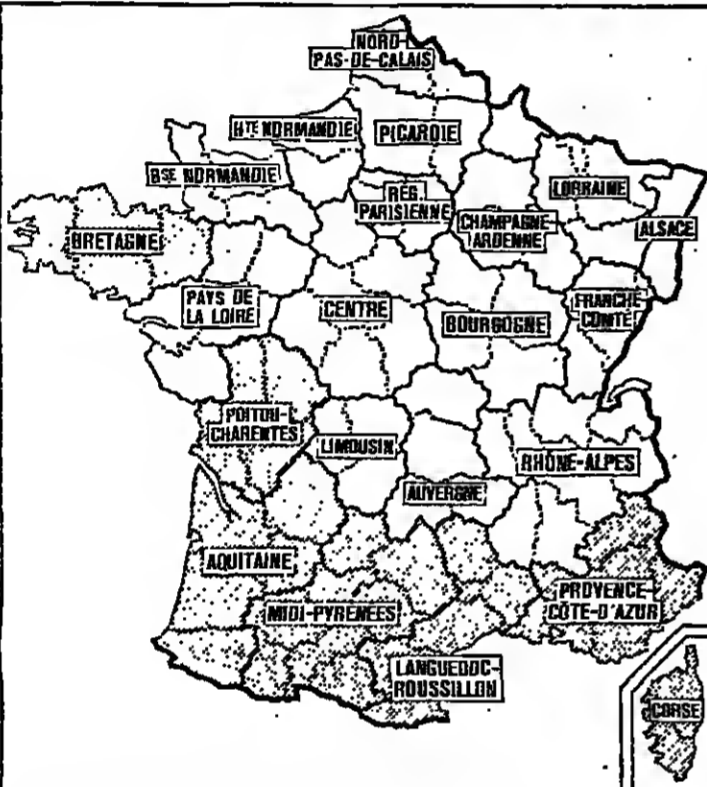 NORD-
PAS-DE-CALAIS
HTE NORMANDIE
PICARDIE
BSE NORMANDIE
RÉG.
PARISIENNE
LORRAINE
CHAMPAGNE-
ARDENNE
ALSACE
BRETAGNE
PAYS DE
LA LOIRE
CENTRE
BOURGOGNE
FRANCHE
COMTÉ
POITOU-
CHARENTES
LIMOUSIN
RHÔNE-ALPES
AUVERGNE
AQUITAINE
PROVENCE-
CÔTE-D'AZUR
MIDI-PYRÉNÉES
LANGUEDOC-
ROUSSILLON
CORSE